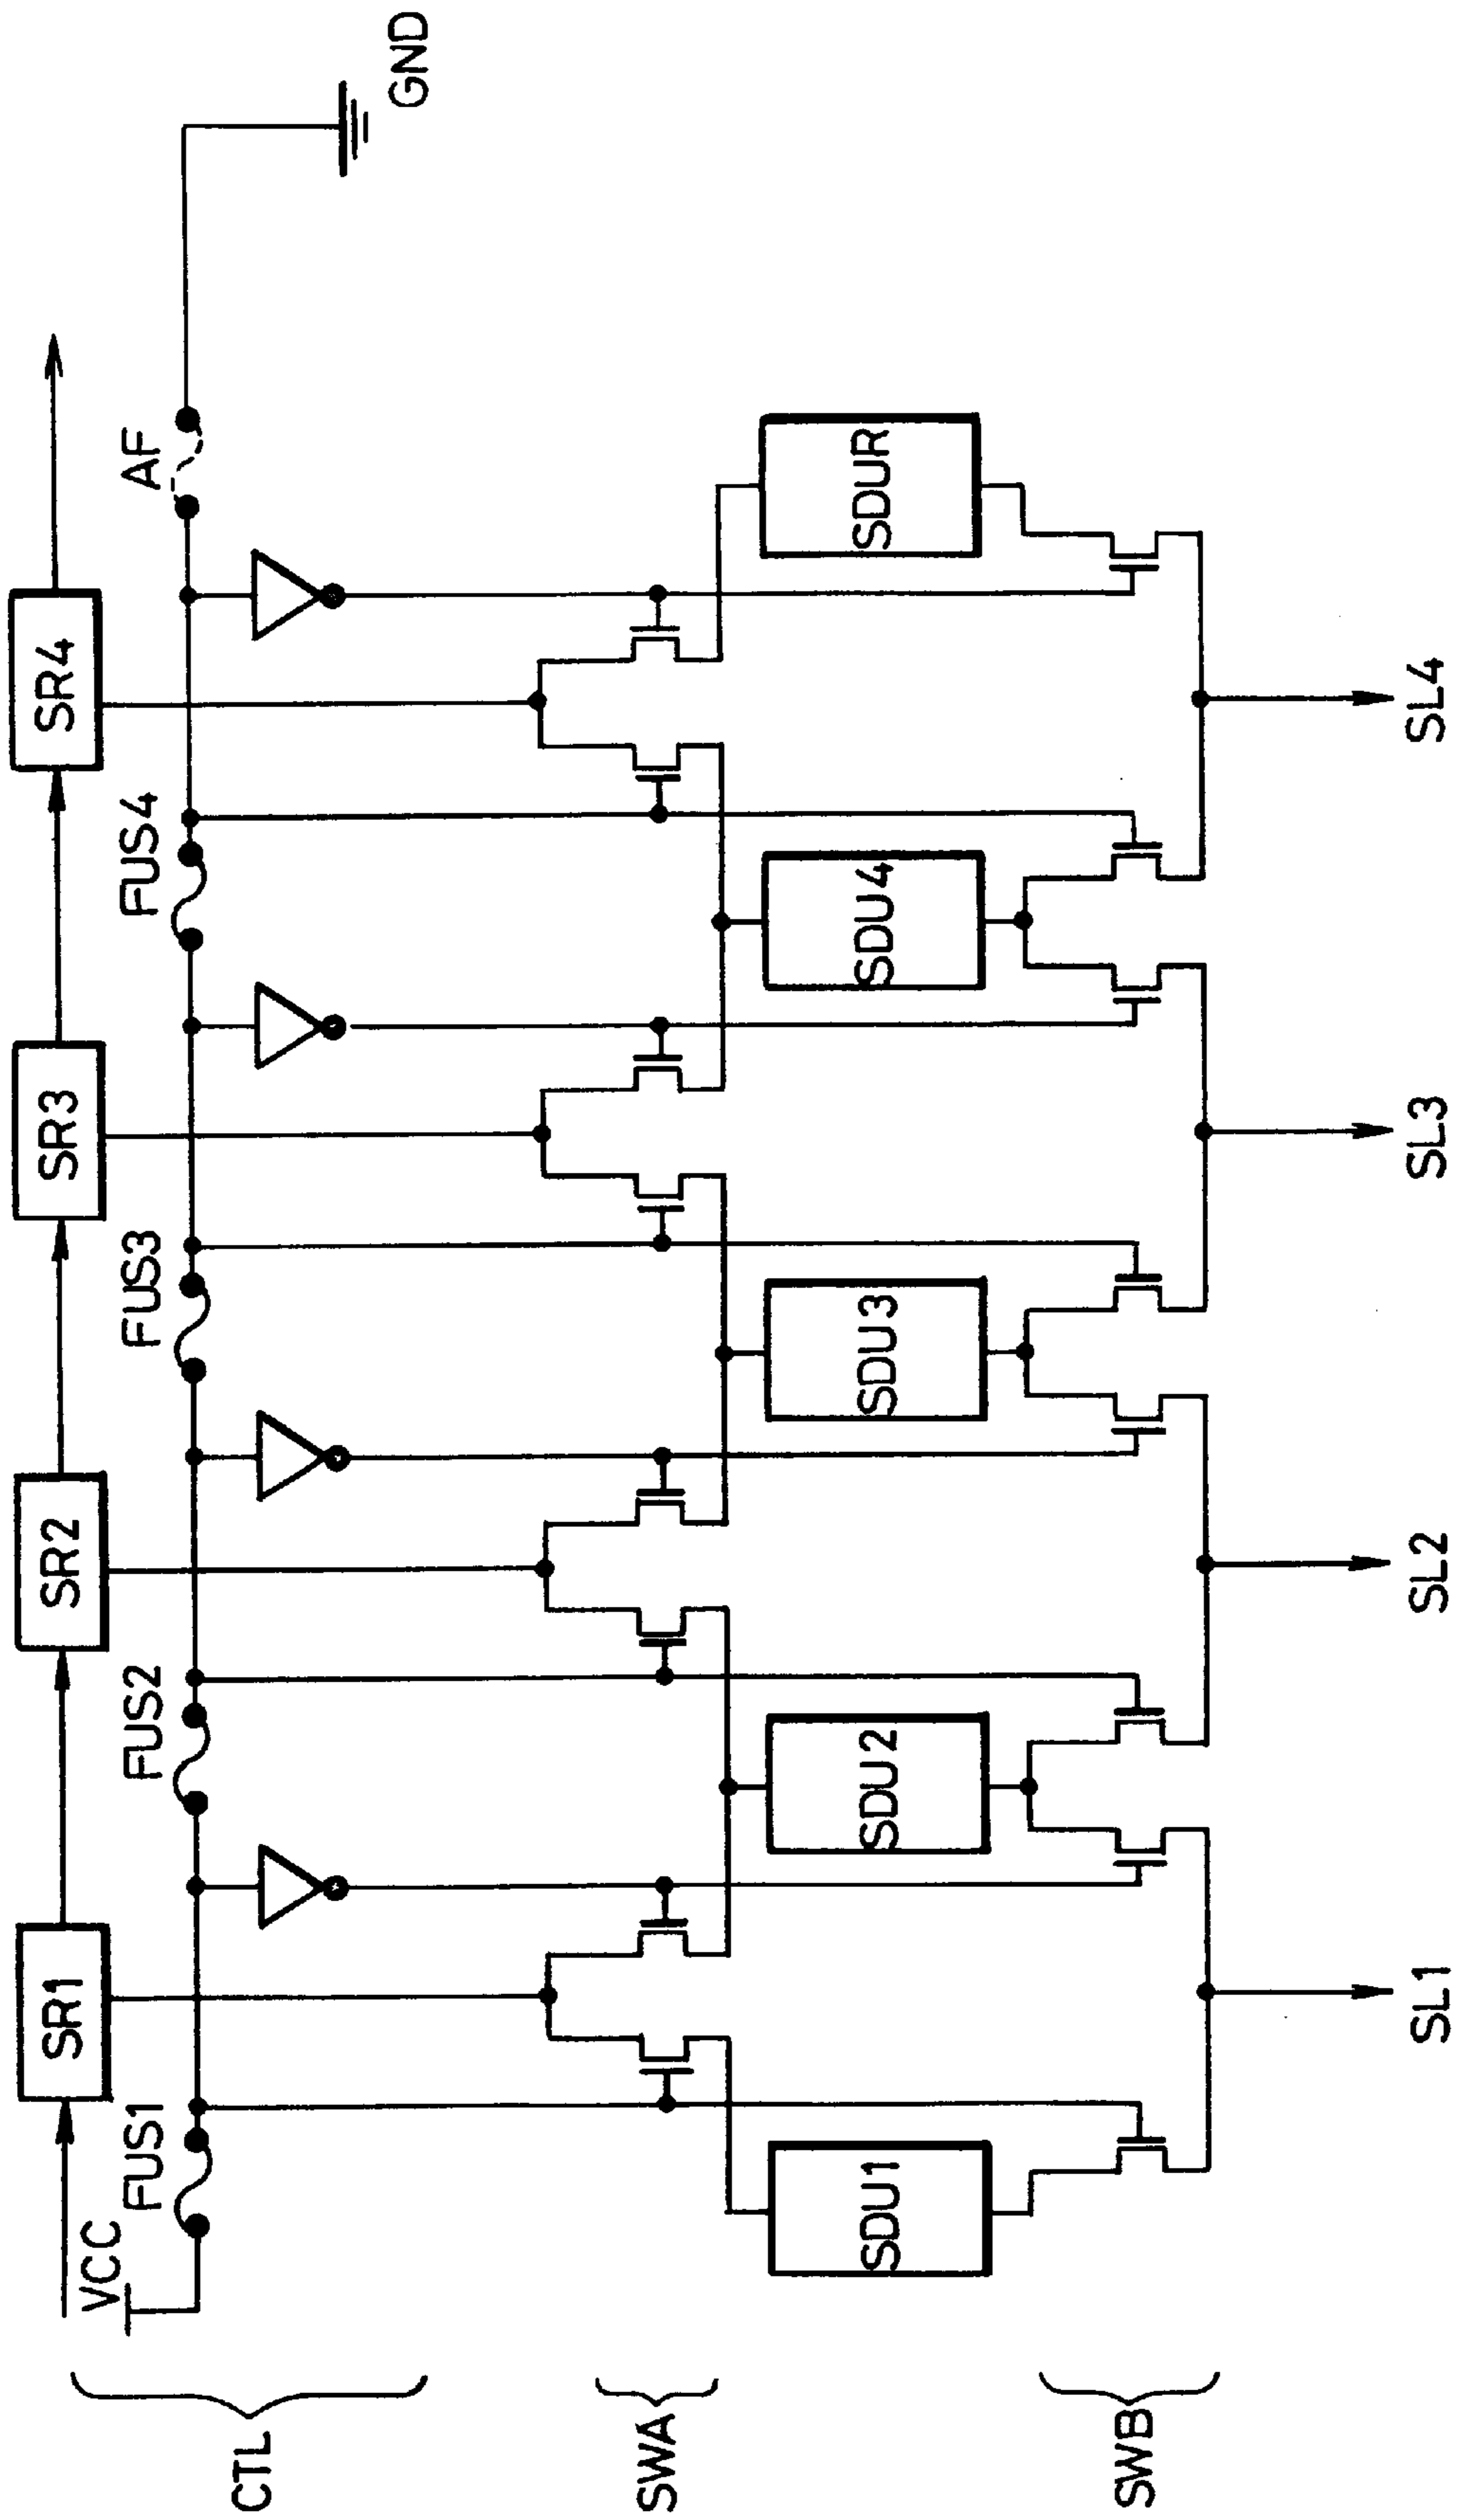 SR1
SR2
SR3
SR4
VCC
FUS1
FUS2
FUS3
FUS4
AF
CTL
GND
SWA
SDU1
SDU2
SDU3
SDU4
SDUR
SWB
SL1
SL2
SL3
SL4